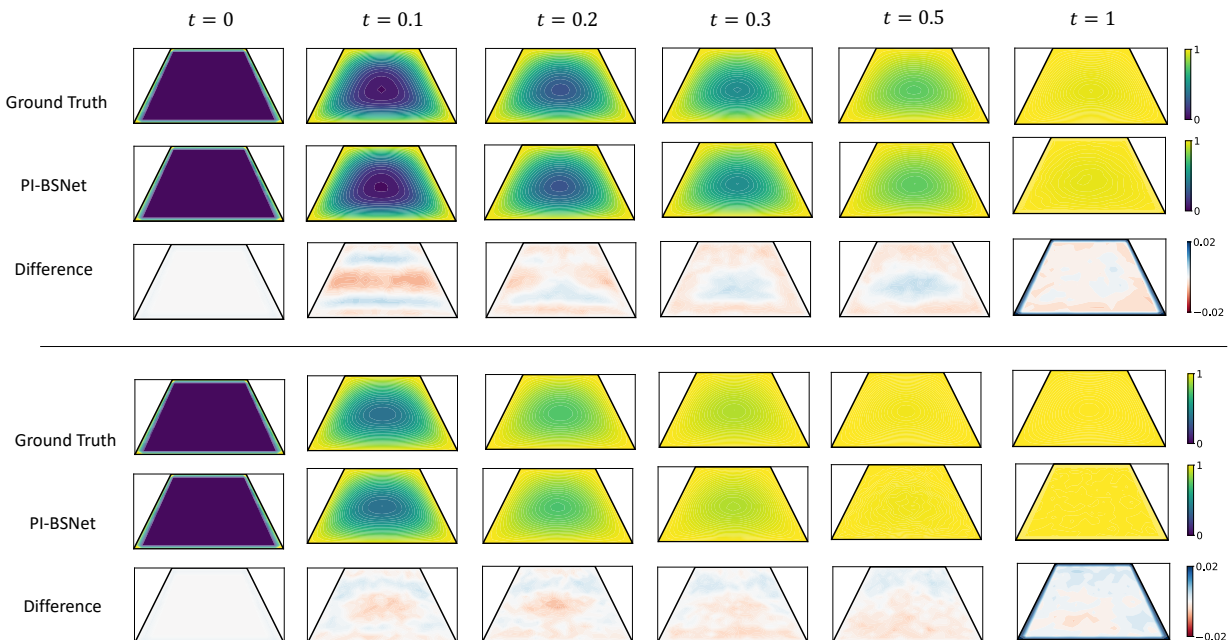 t = 0 t = 0.1 t = 0.2 t = 0.3 t = 0.5 t = 1
Ground Truth
1
0
PI-BSNet
1
0
Difference
0.02
−0.02
Ground Truth
1
0
PI-BSNet
1
0
Difference
0.02
−0.02